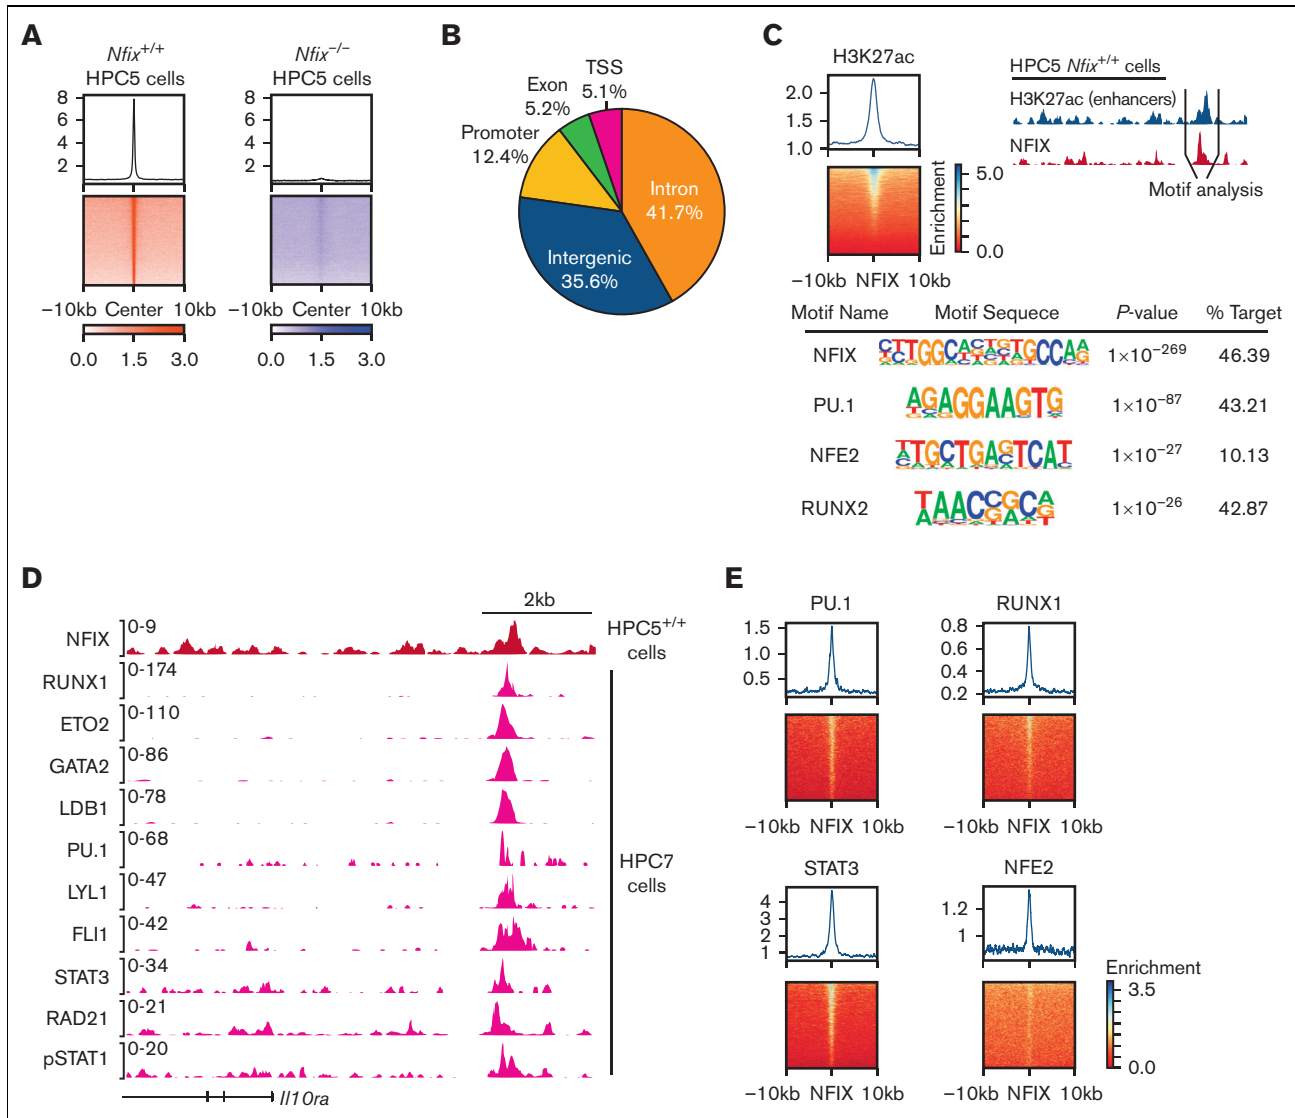 A
Nfix+/+
HPC5 cells
Nfix−/−
HPC5 cells
8
6
4
2
8
6
4
2
−10kb Center 10kb
−10kb Center 10kb
0.0 1.5 3.0
0.0 1.5 3.0
B
TSS
5.1%
Exon
5.2%
Promoter
12.4%
Intron
41.7%
Intergenic
35.6%
C
H3K27ac
2.0
1.5
1.0
Enrichment
5.0
0.0
−10kb NFIX 10kb
HPC5 Nfix+/+ cells
H3K27ac (enhancers)
NFIX
Motif analysis
Motif Name Motif Sequece P-value % Target
NFIX CTTGGCACTGTGCCAA 1×10−269 46.39
PU.1 AGAGGAAGTG 1×10−87 43.21
NFE2 TTGCTGAGTCAT 1×10−27 10.13
RUNX2 TAACCGCA 1×10−26 42.87
D
2kb
NFIX 0-9
HPC5+/+
cells
RUNX1 0-174
ETO2 0-110
GATA2 0-86
LDB1 0-78
PU.1 0-68
LYL1 0-47
FLI1 0-42
STAT3 0-34
RAD21 0-21
pSTAT1 0-20
HPC7
cells
Il10ra
E
PU.1
1.5
1.0
0.5
−10kb NFIX 10kb
RUNX1
0.8
0.6
0.4
0.2
−10kb NFIX 10kb
STAT3
4
3
2
1
−10kb NFIX 10kb
NFE2
1.2
1
−10kb NFIX 10kb
Enrichment
3.5
0.0